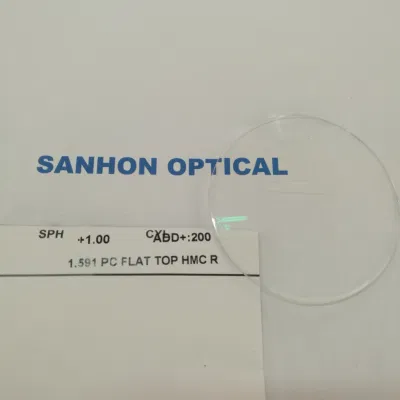 SANHON OPTICAL
SPH +1.00 CYL ADD+:200
1.591 PC FLAT TOP HMC R